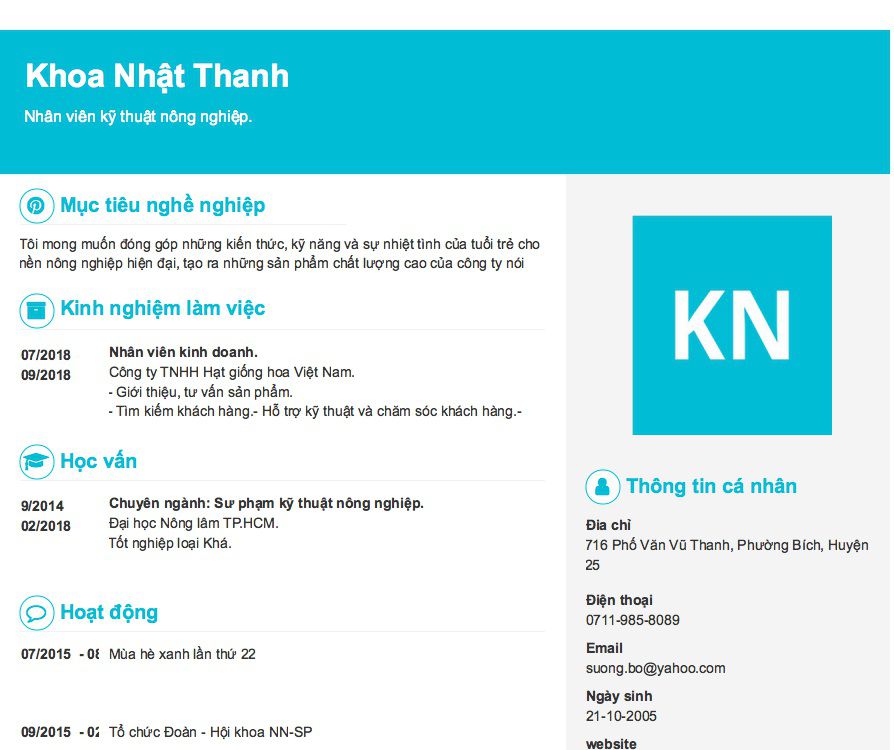 Khoa Nhật Thanh
Nhân viên kỹ thuật nông nghiệp.
Mục tiêu nghề nghiệp
Tôi mong muốn đóng góp những kiến thức, kỹ năng và sự nhiệt tình của tuổi trẻ cho
nền nông nghiệp hiện đại, tạo ra những sản phẩm chất lượng cao của công ty nói
Kinh nghiệm làm việc
07/2018
09/2018
Nhân viên kinh doanh.
Công ty TNHH Hạt giống hoa Việt Nam.
- Giới thiệu, tư vấn sản phẩm.
- Tìm kiếm khách hàng.- Hỗ trợ kỹ thuật và chăm sóc khách hàng.-
Học vấn
9/2014
02/2018
Chuyên ngành: Sư phạm kỹ thuật nông nghiệp.
Đại học Nông lâm TP.HCM.
Tốt nghiệp loại Khá.
Hoạt động
07/2015 - 08 Mùa hè xanh lần thứ 22
09/2015 - 02 Tổ chức Đoàn - Hội khoa NN-SP
KN
Thông tin cá nhân
Địa chỉ
716 Phố Văn Vũ Thanh, Phường Bích, Huyện
25
Điện thoại
0711-985-8089
Email
suong.bo@yahoo.com
Ngày sinh
21-10-2005
website